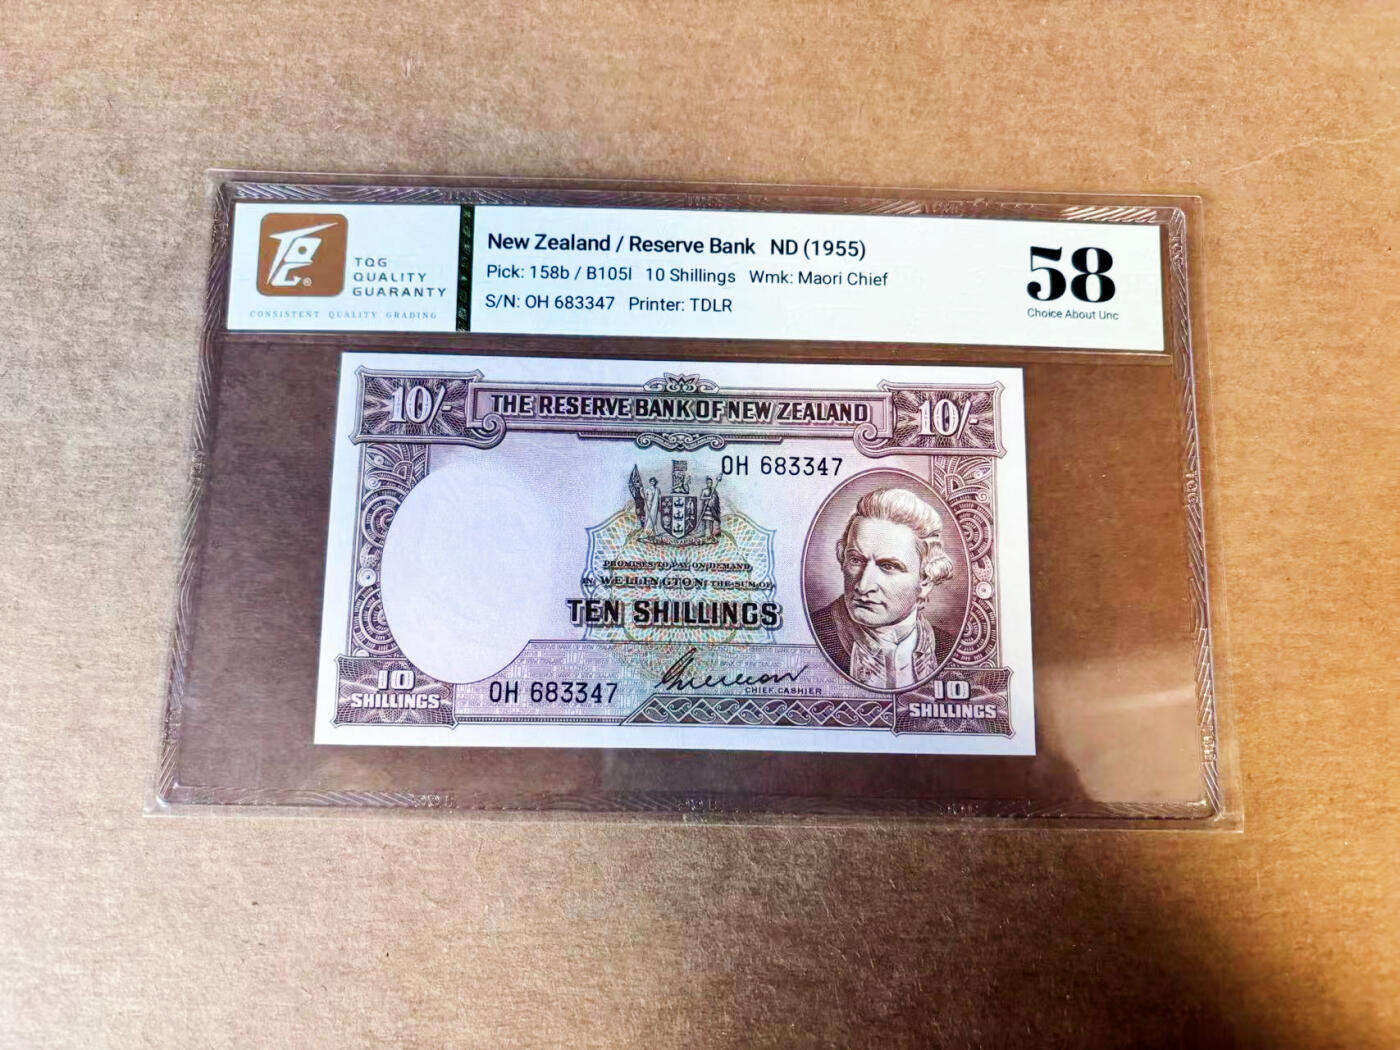 TQG
QUALITY
GUARANTY
CONSISTENT QUALITY GRADING
New Zealand / Reserve Bank ND (1955)
Pick: 158b / B105l 10 Shillings Wmk: Maori Chief
S/N: OH 683347 Printer: TDLR
58
Choice About Unc
10/-
THE RESERVE BANK OF NEW ZEALAND
10/-
OH 683347
PROMISES TO PAY ON DEMAND
IN WELLINGTON THE SUM OF
TEN SHILLINGS
CHIEF CASHIER
OH 683347
10
SHILLINGS
10
SHILLINGS